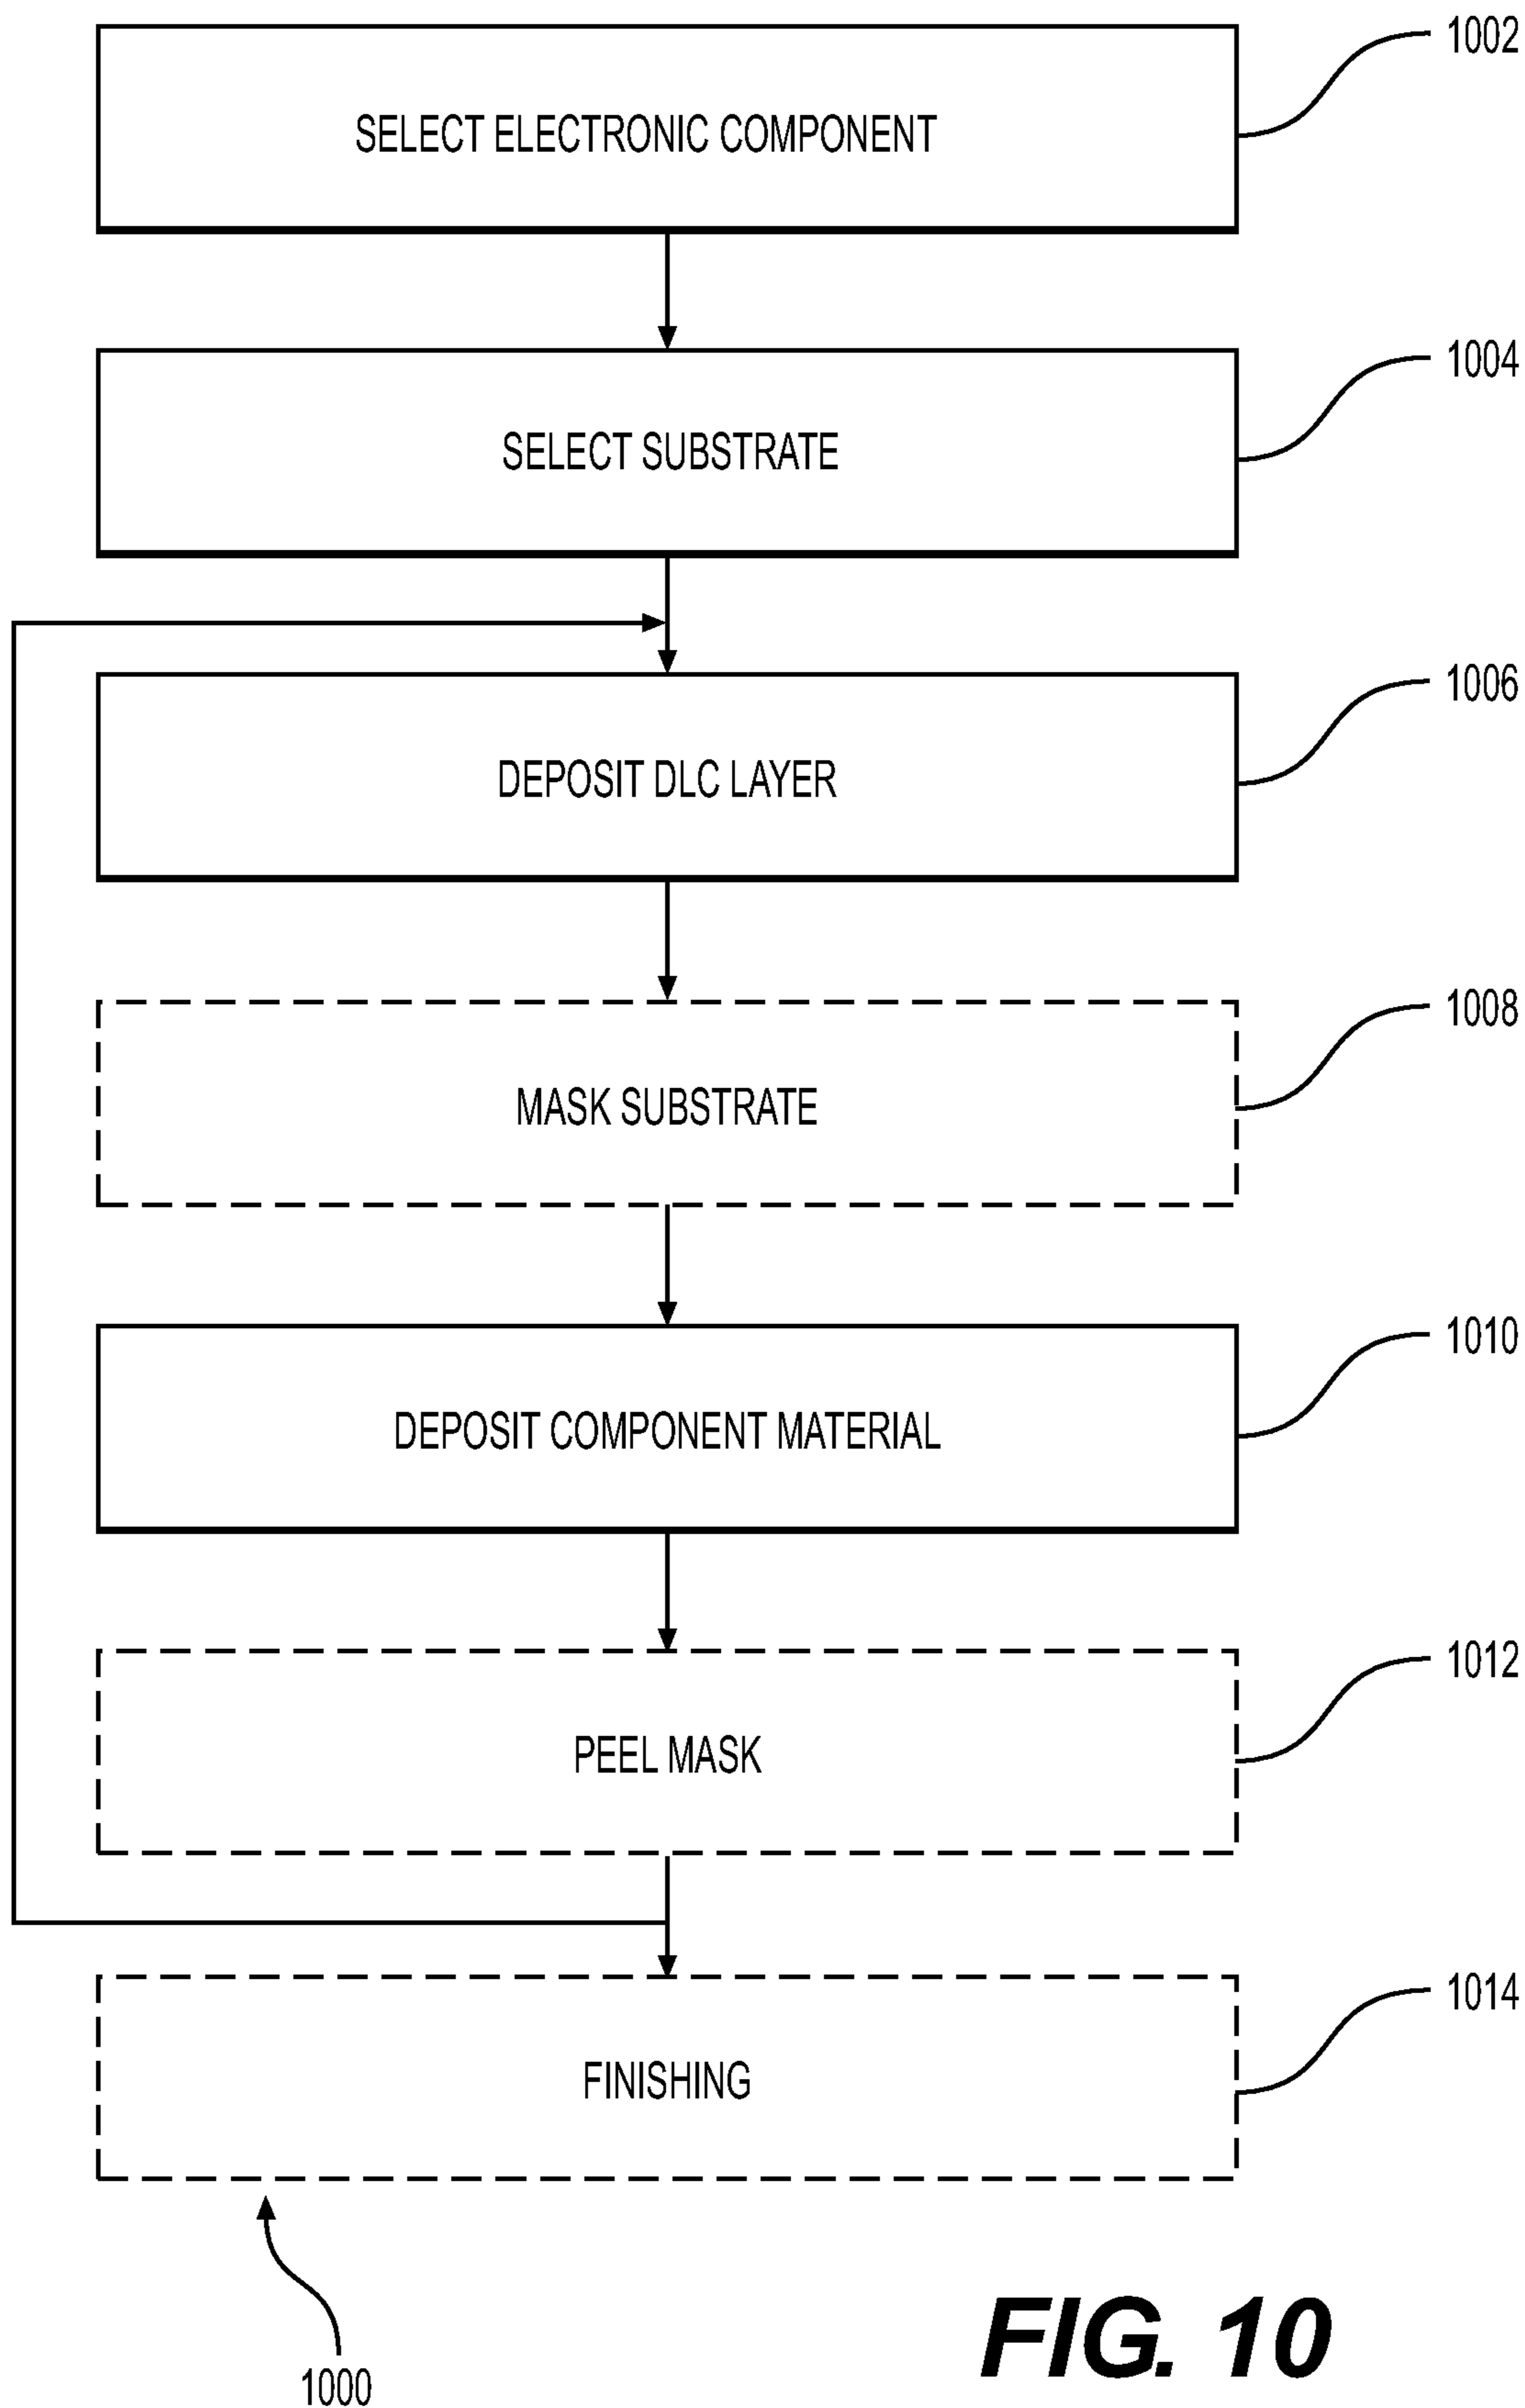 1002
SELECT ELECTRONIC COMPONENT
1004
SELECT SUBSTRATE
1006
DEPOSIT DLC LAYER
1008
MASK SUBSTRATE
1010
DEPOSIT COMPONENT MATERIAL
1012
PEEL MASK
1014
FINISHING
1000
FIG. 10